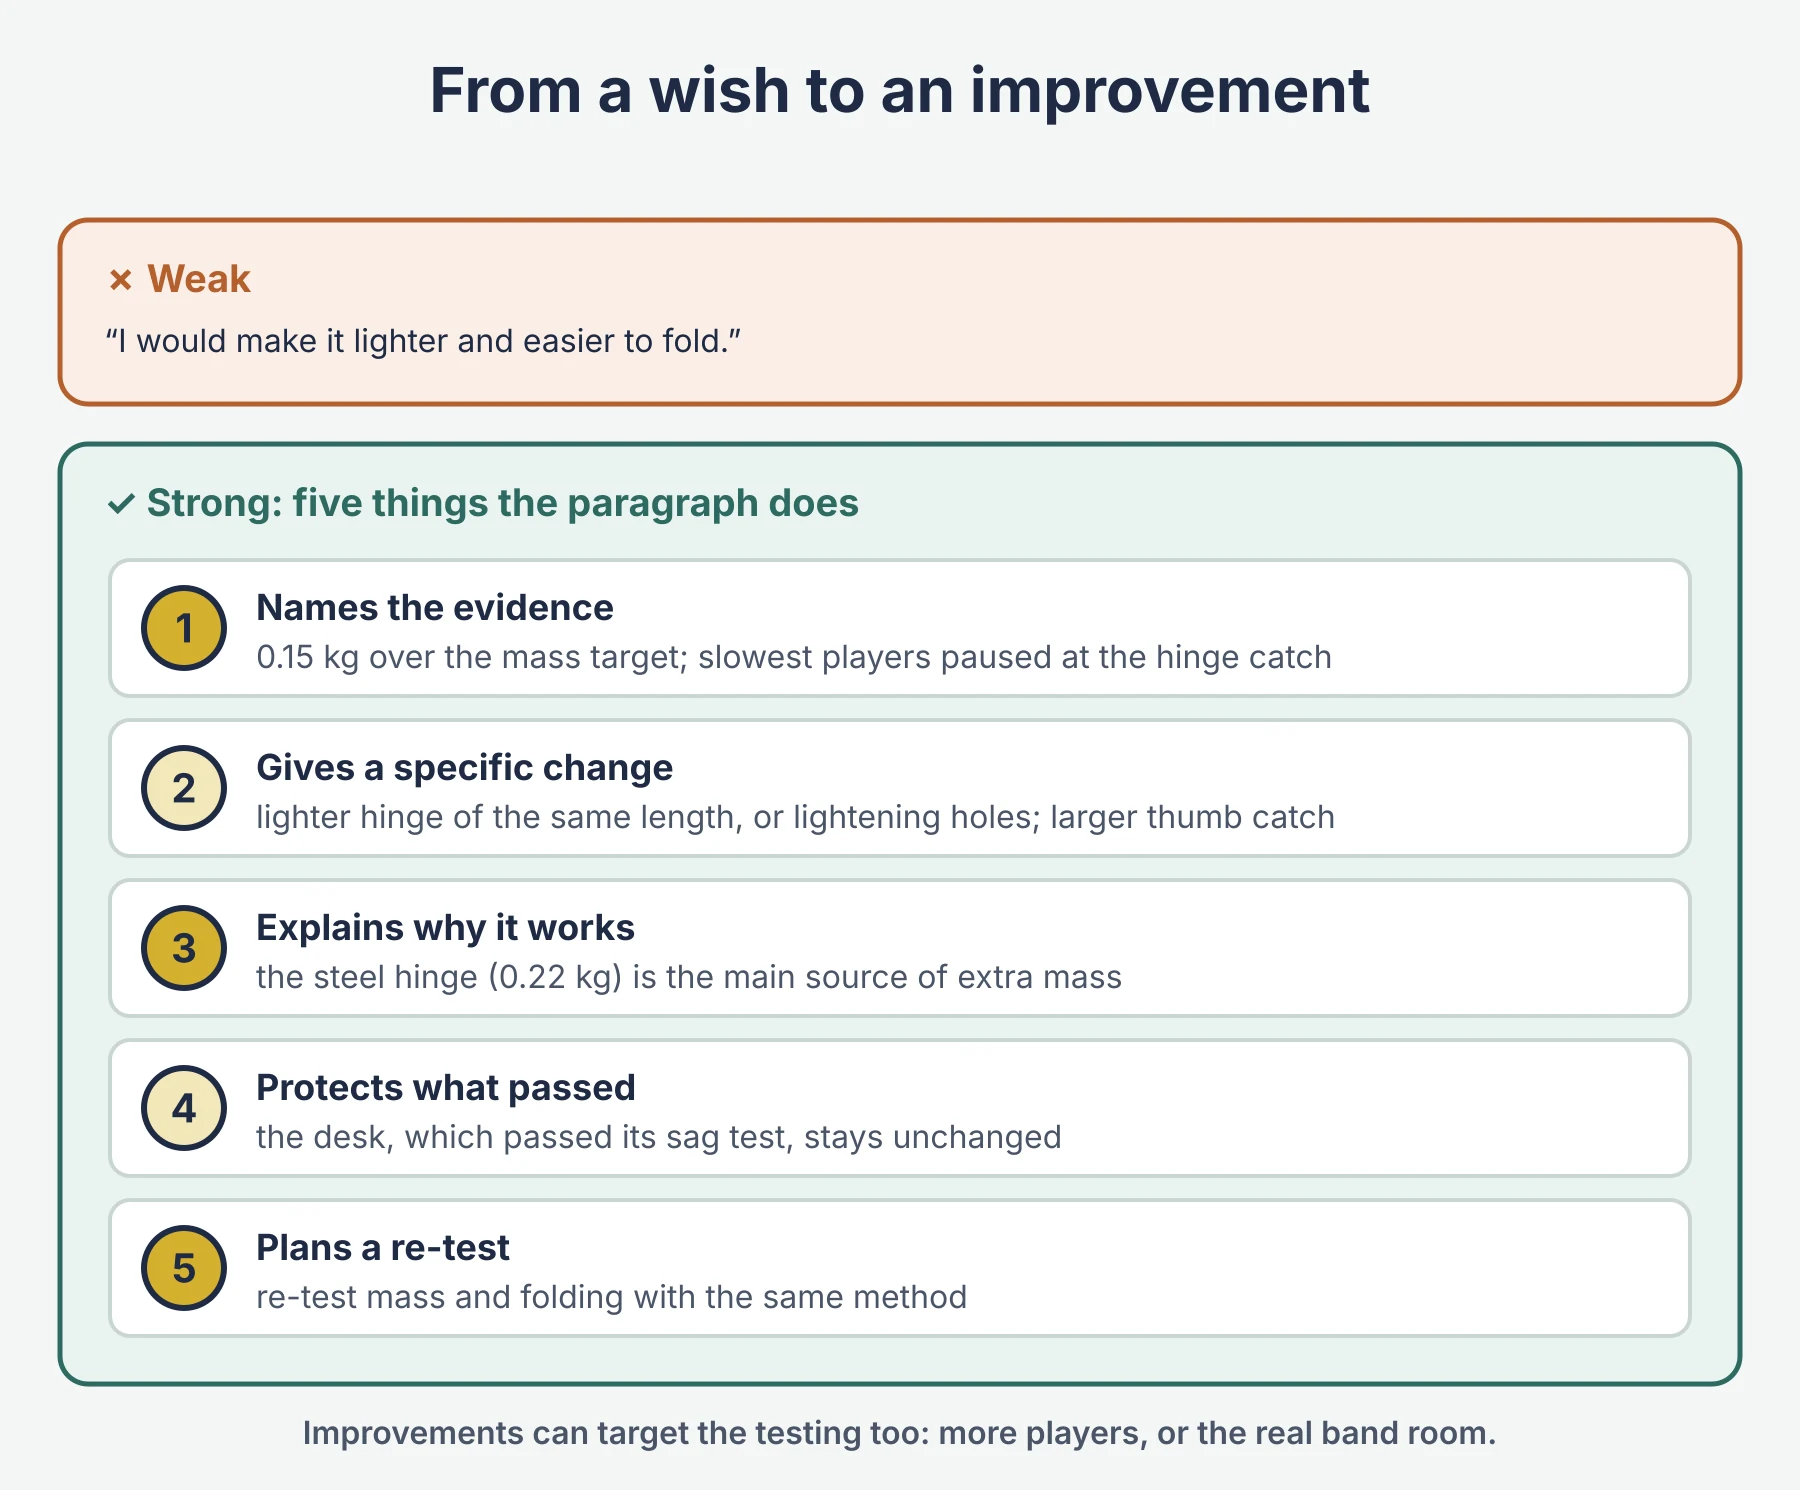 From a wish to an improvement
× Weak
“I would make it lighter and easier to fold.”
✓ Strong: five things the paragraph does
1
Names the evidence
0.15 kg over the mass target; slowest players paused at the hinge catch
2
Gives a specific change
lighter hinge of the same length, or lightening holes; larger thumb catch
3
Explains why it works
the steel hinge (0.22 kg) is the main source of extra mass
4
Protects what passed
the desk, which passed its sag test, stays unchanged
5
Plans a re-test
re-test mass and folding with the same method
Improvements can target the testing too: more players, or the real band room.